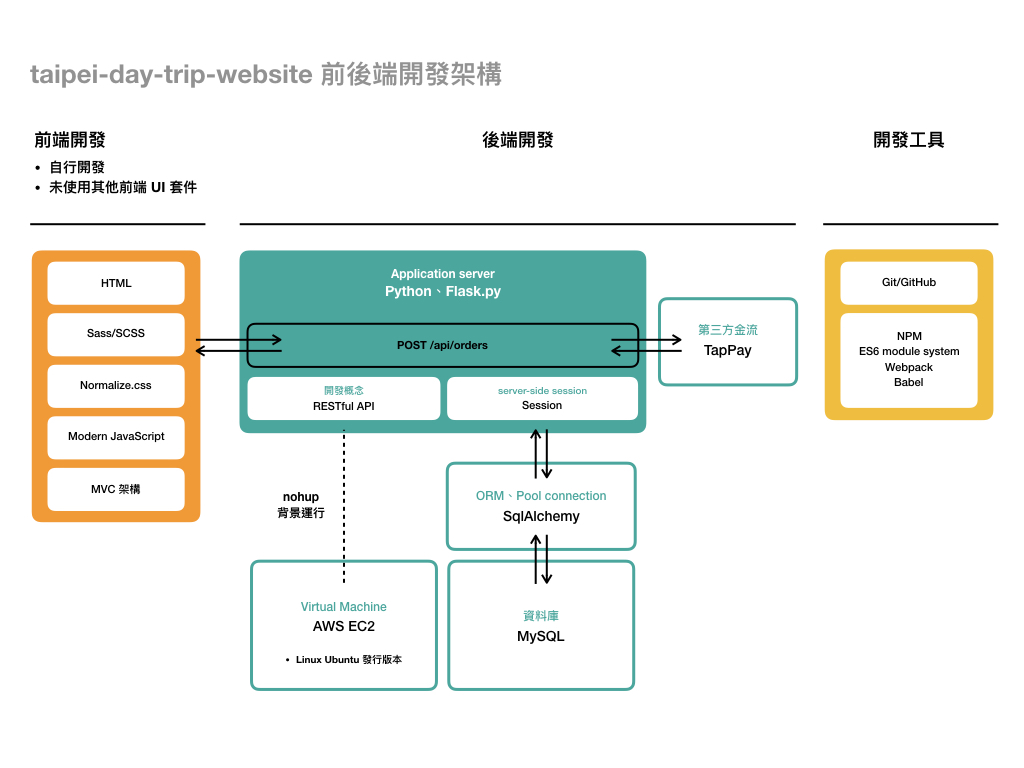 taipei-day-trip-website 前後端開發架構
前端開發
• 自行開發
• 未使用其他前端 UI 套件
後端開發
開發工具
HTML
Sass/SCSS
Normalize.css
Modern JavaScript
MVC 架構
Application server
Python、Flask.py
POST /api/orders
開發概念
RESTful API
server-side session
Session
第三方金流
TapPay
nohup
背景運行
ORM、Pool connection
SqlAlchemy
Virtual Machine
AWS EC2
• Linux Ubuntu 發行版本
資料庫
MySQL
Git/GitHub
NPM
ES6 module system
Webpack
Babel